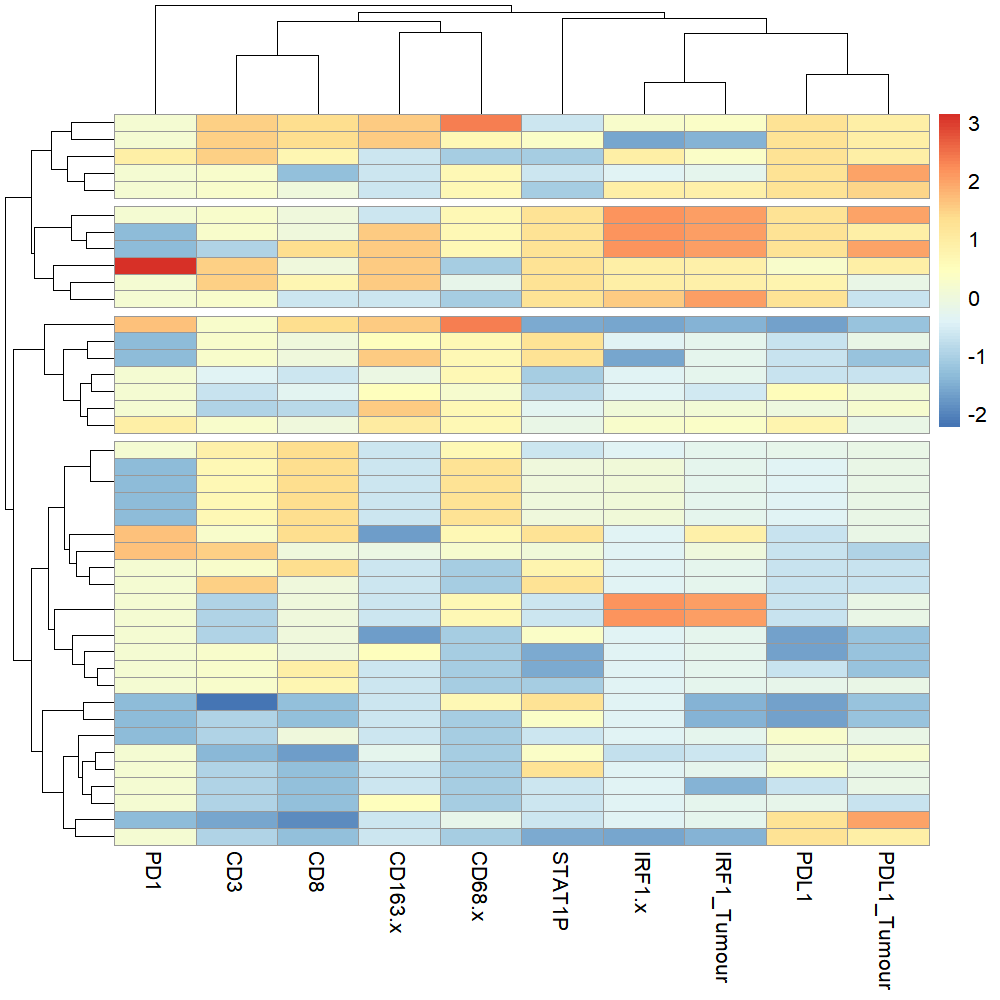 3
2
1
0
-1
-2
PD1
CD3
CD8
CD163.x
CD68.x
STAT1P
IRF1.x
IRF1_Tumour
PDL1
PDL1_Tumour